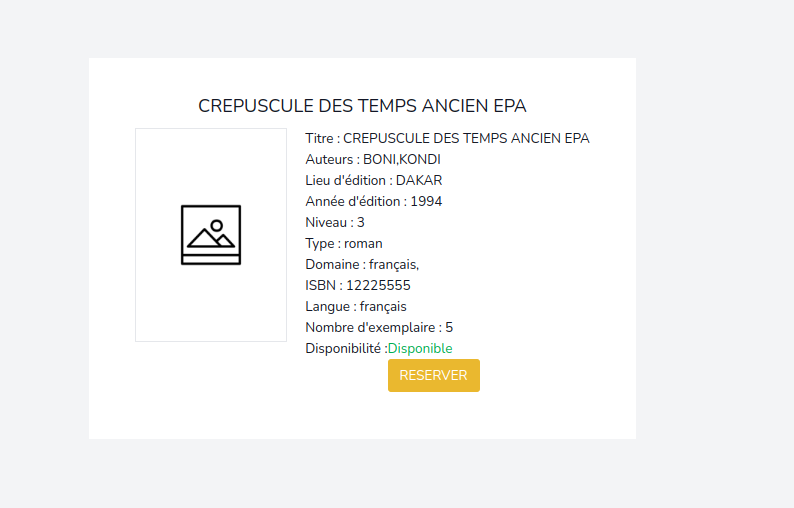 CREPUSCULE DES TEMPS ANCIEN EPA
Titre : CREPUSCULE DES TEMPS ANCIEN EPA
Auteurs : BONI,KONDI
Lieu d'édition : DAKAR
Année d'édition : 1994
Niveau : 3
Type : roman
Domaine : français,
ISBN : 12225555
Langue : français
Nombre d'exemplaire : 5
Disponibilité :Disponible
RESERVER